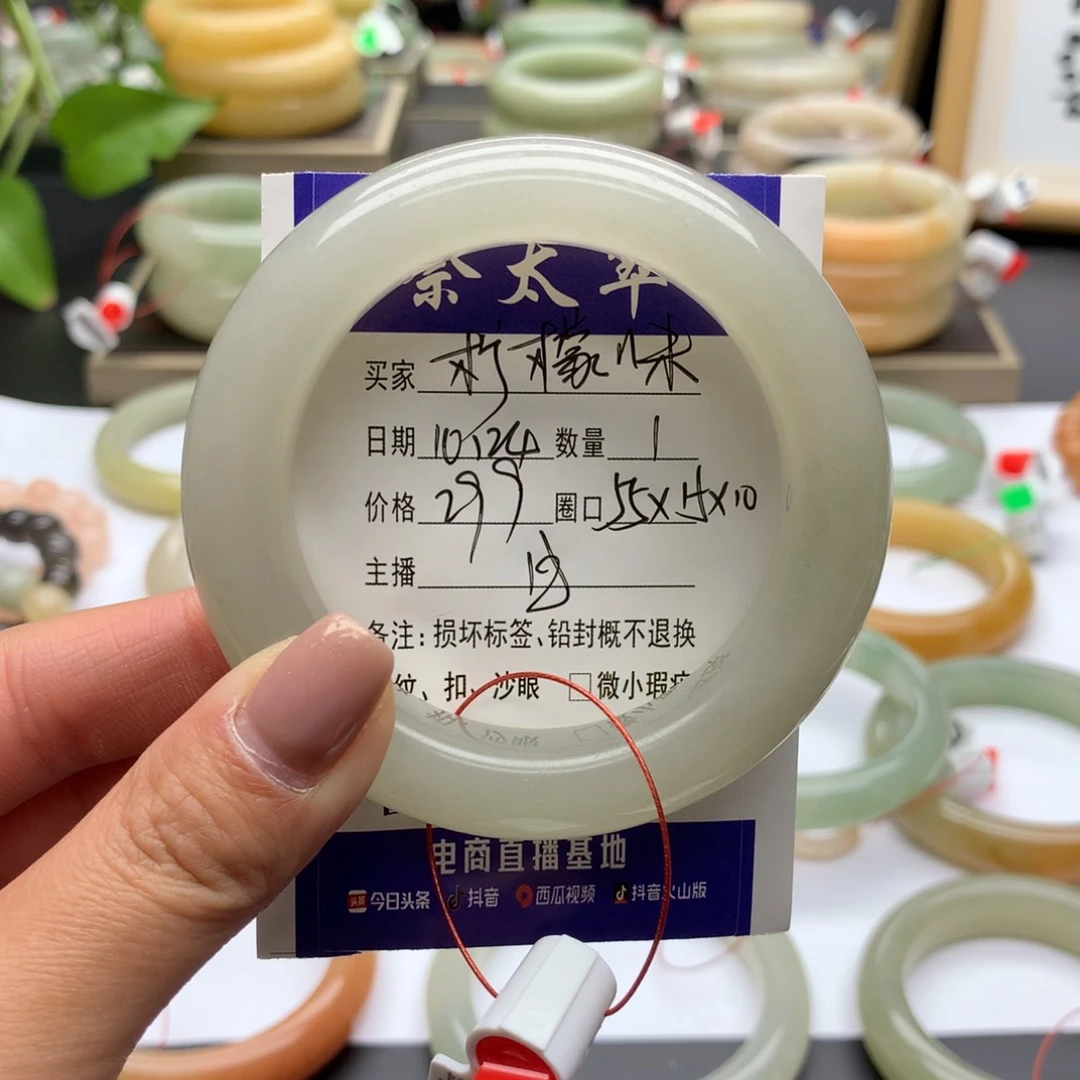 太
买家 柠檬味
日期 10.24 数量 1
价格 299 圈口 55x15x10
主播
备注:损坏标签、铅封概不退换
纹、扣、沙眼 □微小瑕疵
电商直播基地
头条 今日头条 抖音 西瓜视频 抖音火山版